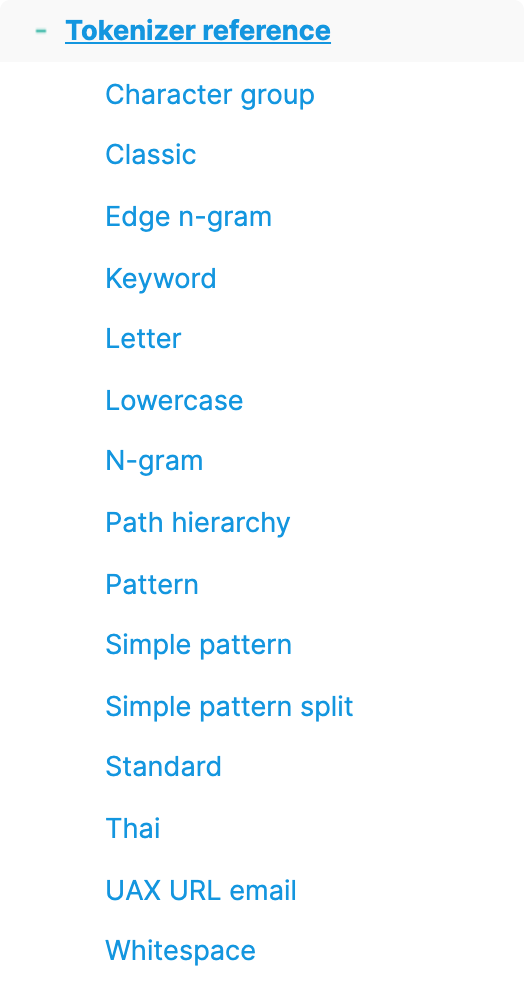 - Tokenizer reference
Character group
Classic
Edge n-gram
Keyword
Letter
Lowercase
N-gram
Path hierarchy
Pattern
Simple pattern
Simple pattern split
Standard
Thai
UAX URL email
Whitespace